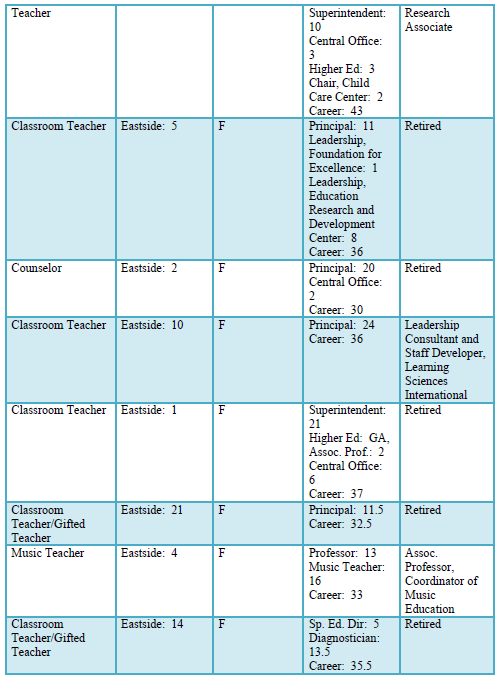 Teacher
Superintendent:
10
Central Office:
3
Higher Ed:  3
Chair, Child
Care Center:  2
Career:  43
Research
Associate
Classroom Teacher
Eastside:  5
F
Principal:  11
Leadership,
Foundation for
Excellence:  1
Leadership,
Education
Research and
Development
Center:  8
Career:  36
Retired
Counselor
Eastside:  2
F
Principal:  20
Central Office:
2
Career:  30
Retired
Classroom Teacher
Eastside:  10
F
Principal:  24
Career:  36
Leadership
Consultant and
Staff Developer,
Learning
Sciences
International
Classroom Teacher
Eastside:  1
F
Superintendent:
21
Higher Ed:  GA,
Assoc. Prof.:  2
Central Office:
6
Career:  37
Retired
Classroom
Teacher/Gifted
Teacher
Eastside:  21
F
Principal:  11.5
Career:  32.5
Retired
Music Teacher
Eastside:  4
F
Professor:  13
Music Teacher:
16
Career:  33
Assoc.
Professor,
Coordinator of
Music
Education
Classroom
Teacher/Gifted
Teacher
Eastside:  14
F
Sp. Ed. Dir:  5
Diagnostician:
13.5
Career:  35.5
Retired